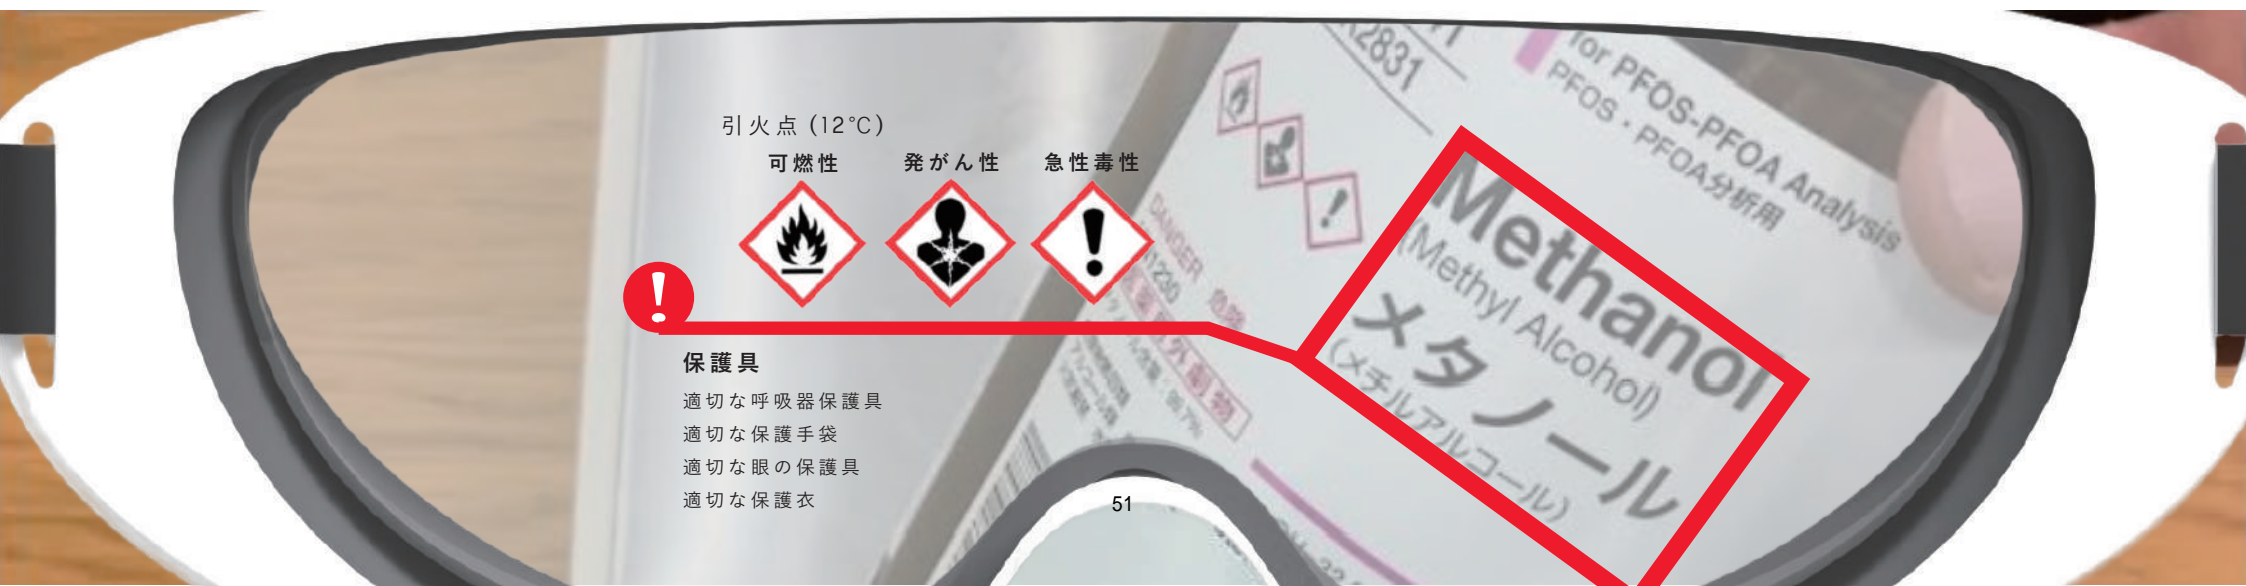 引火点 (12℃)
可燃性 発がん性 急性毒性
!
保護具
適切な呼吸器保護具
適切な保護手袋
適切な眼の保護具
適切な保護衣
51
2831
for PFOS-PFOA Analysis
PFOS・PFOA分析用
Methanol
(Methyl Alcohol)
メタノール
(メチルアルコール)
DANGER 危険
外劇物